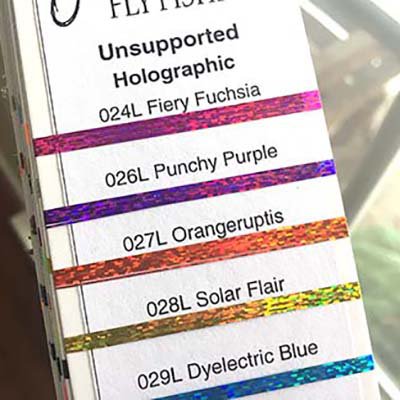 FLY FISHI
Unsupported
Holographic
024L Fiery Fuchsia
026L Punchy Purple
027L Orangeruptis
028L Solar Flair
029L Dyelectric Blue